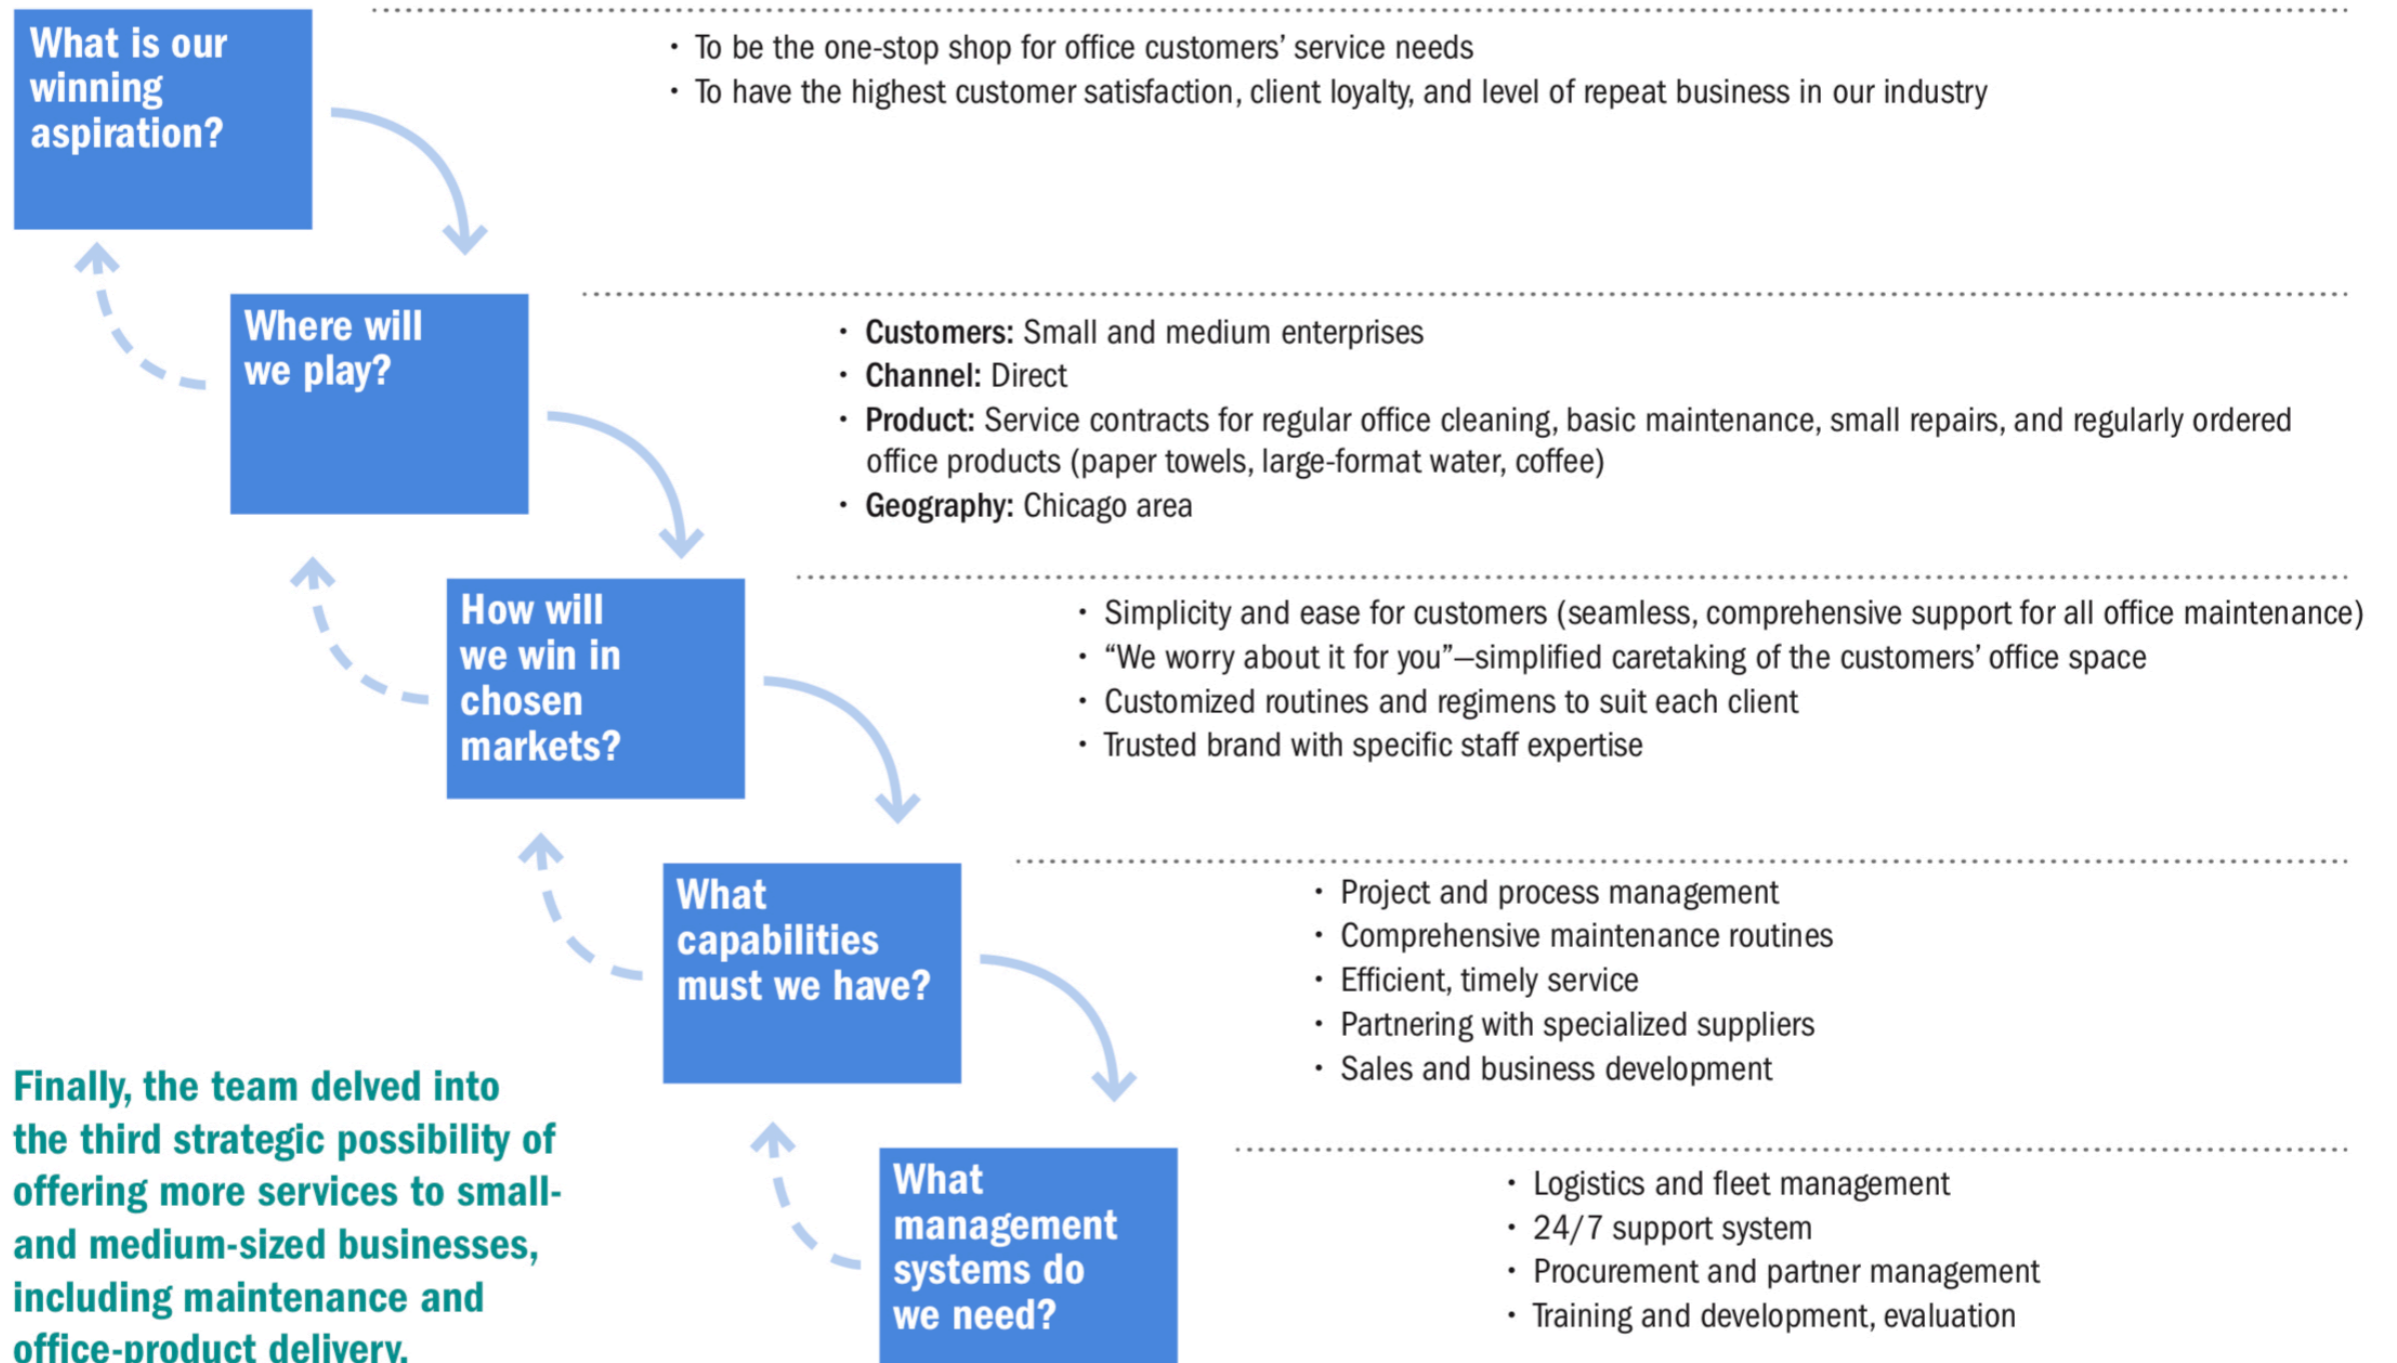 What is our
winning
aspiration?
• To be the one-stop shop for office customers’ service needs
• To have the highest customer satisfaction, client loyalty, and level of repeat business in our industry
Where will
we play?
• Customers: Small and medium enterprises
• Channel: Direct
• Product: Service contracts for regular office cleaning, basic maintenance, small repairs, and regularly ordered
office products (paper towels, large-format water, coffee)
• Geography: Chicago area
How will
we win in
chosen
markets?
• Simplicity and ease for customers (seamless, comprehensive support for all office maintenance)
• “We worry about it for you”—simplified caretaking of the customers’ office space
• Customized routines and regimens to suit each client
• Trusted brand with specific staff expertise
What
capabilities
must we have?
• Project and process management
• Comprehensive maintenance routines
• Efficient, timely service
• Partnering with specialized suppliers
• Sales and business development
What
management
systems do
we need?
• Logistics and fleet management
• 24/7 support system
• Procurement and partner management
• Training and development, evaluation
Finally, the team delved into
the third strategic possibility of
offering more services to small-
and medium-sized businesses,
including maintenance and
office-product delivery.